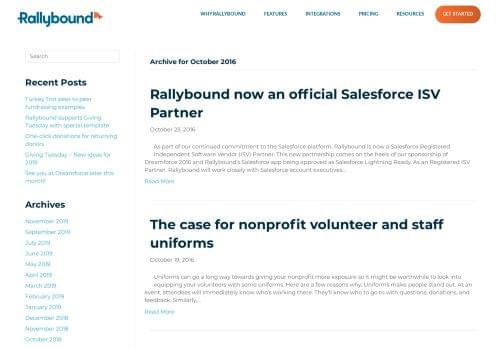 Rallybound
WHY RALLYBOUND
FEATURES
INTEGRATIONS
PRICING
RESOURCES
GET STARTED
Search
Recent Posts
Turkey Trot peer to peer
fundraising examples
Rallybound supports Giving
Tuesday with special template
One-click donations for returning
donors
Giving Tuesday – New ideas for
2019
See you at Dreamforce later this
month!
Archives
November 2019
September 2019
July 2019
June 2019
May 2019
April 2019
March 2019
February 2019
January 2019
December 2018
November 2018
October 2018
Archive for October 2016
Rallybound now an official Salesforce ISV
Partner
October 25, 2016
As part of our continued commitment to the Salesforce platform, Rallybound is now a Salesforce Registered
Independent Software Vendor (ISV) Partner. This new partnership comes on the heels of our sponsorship of
Dreamforce 2016 and Rallybound's Salesforce app being approved as Salesforce Lightning Ready. As an Registered ISV
Partner, Rallybound will work closely with Salesforce account executives…
Read More
The case for nonprofit volunteer and staff
uniforms
October 19, 2016
Uniforms can go a long way towards giving your nonprofit more exposure so it might be worthwhile to look into
equipping your volunteers with some uniforms. Here are a few reasons why: Uniforms make people stand out. At an
event, attendees will immediately know who's working there. They'll know who to go to with questions, donations, and
feedback. Similarly,…
Read More